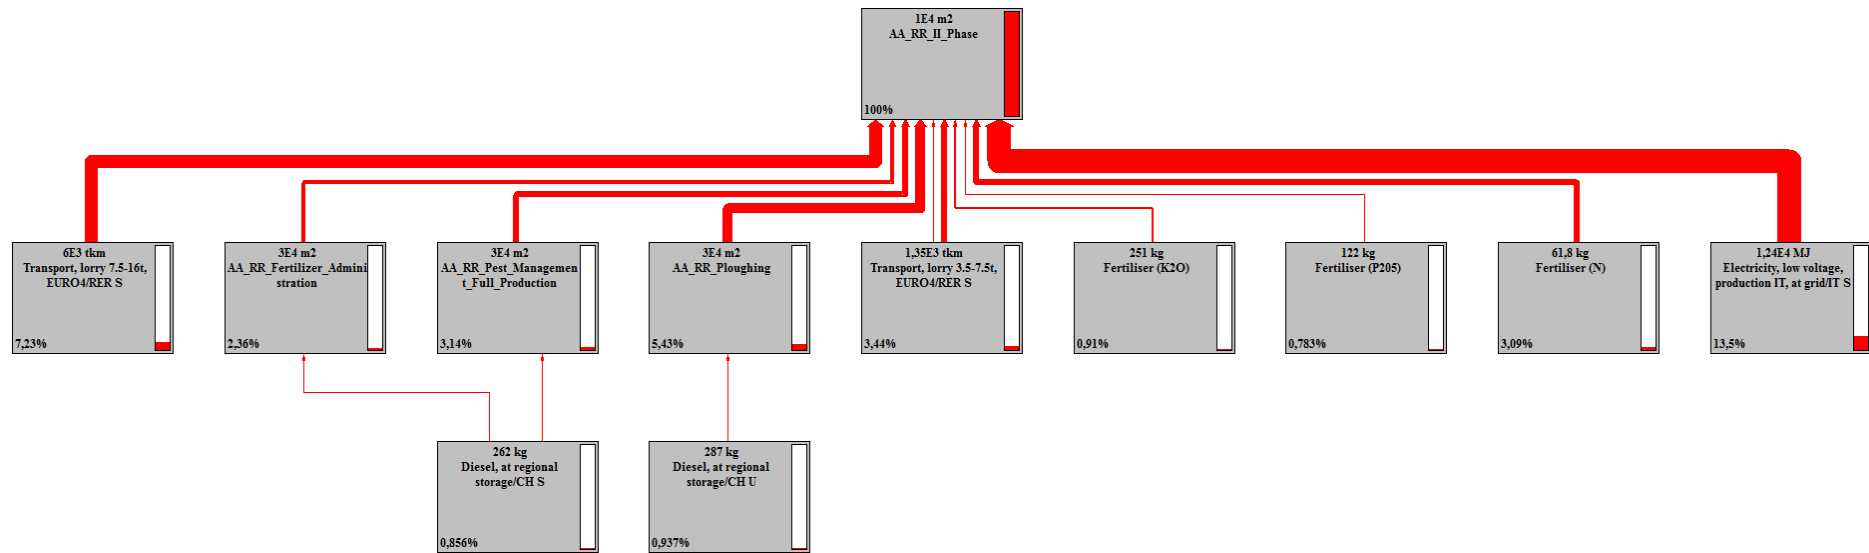 1E4 m2
AA_RR_II_Phase
100%
6E3 tkm
Transport, lorry 7.5-16t,
EURO4/RER S
7,23%
3E4 m2
AA_RR_Fertilizer_Admini
stration
2,36%
3E4 m2
AA_RR_Pest_Managemen
t_Full_Production
3,14%
3E4 m2
AA_RR_Ploughing
5,43%
1,35E3 tkm
Transport, lorry 3.5-7.5t,
EURO4/RER S
3,44%
251 kg
Fertiliser (K2O)
0,91%
122 kg
Fertiliser (P205)
0,783%
61,8 kg
Fertiliser (N)
3,09%
1,24E4 MJ
Electricity, low voltage,
production IT, at grid/IT S
13,5%
262 kg
Diesel, at regional
storage/CH S
0,856%
287 kg
Diesel, at regional
storage/CH U
0,937%